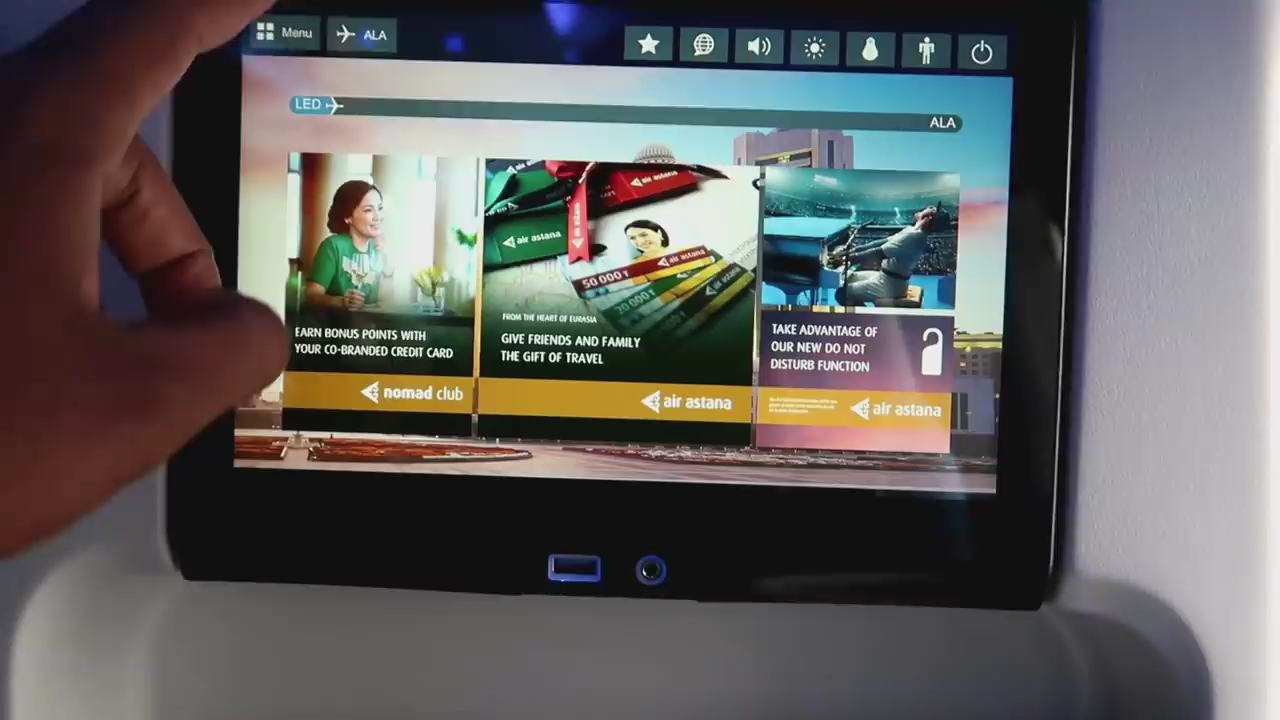 Menu
ALA
LED
ALA
air astana
air astana
50 000 T
air astana
20 000 T
EARN BONUS POINTS WITH
YOUR CO-BRANDED CREDIT CARD
nomad club
FROM THE HEART OF EURASIA
GIVE FRIENDS AND FAMILY
THE GIFT OF TRAVEL
air astana
TAKE ADVANTAGE OF
OUR NEW DO NOT
DISTURB FUNCTION
air astana